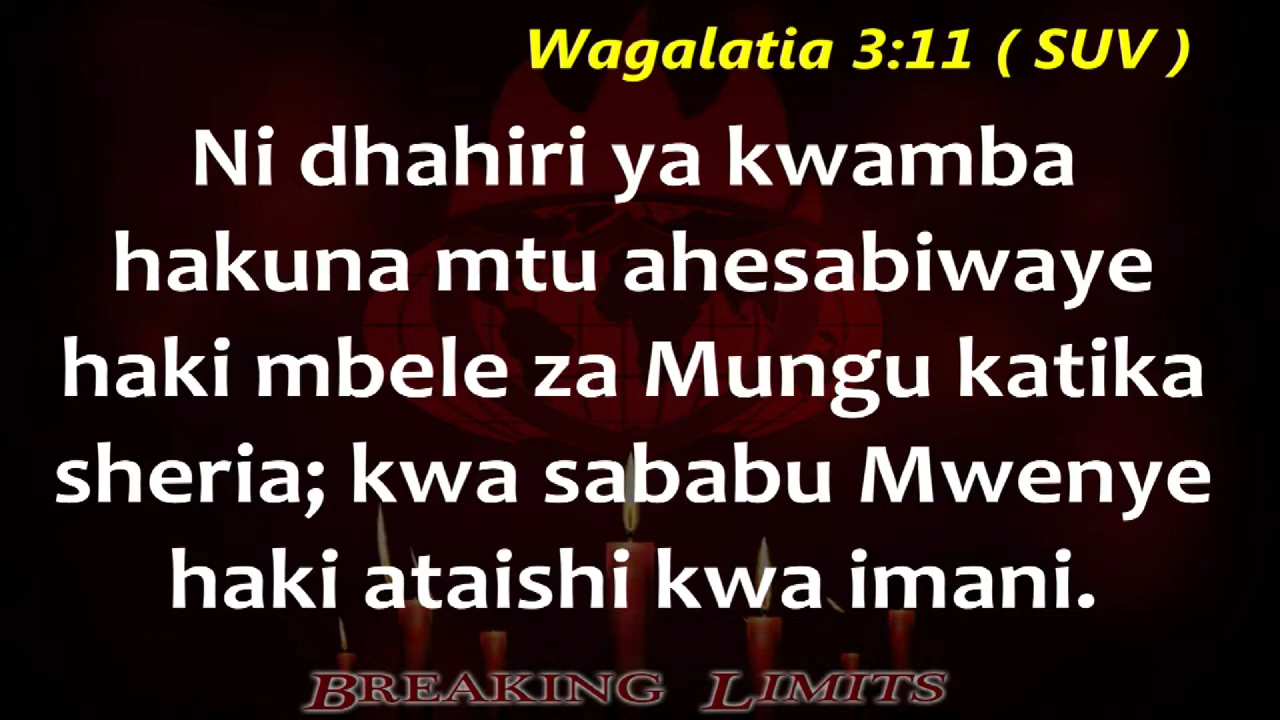 Wagalatia 3:11 ( SUV )
Ni dhahiri ya kwamba
hakuna mtu ahesabiwaye
haki mbele za Mungu katika
sheria; kwa sababu Mwenye
haki ataishi kwa imani.
BREAKING LIMITS